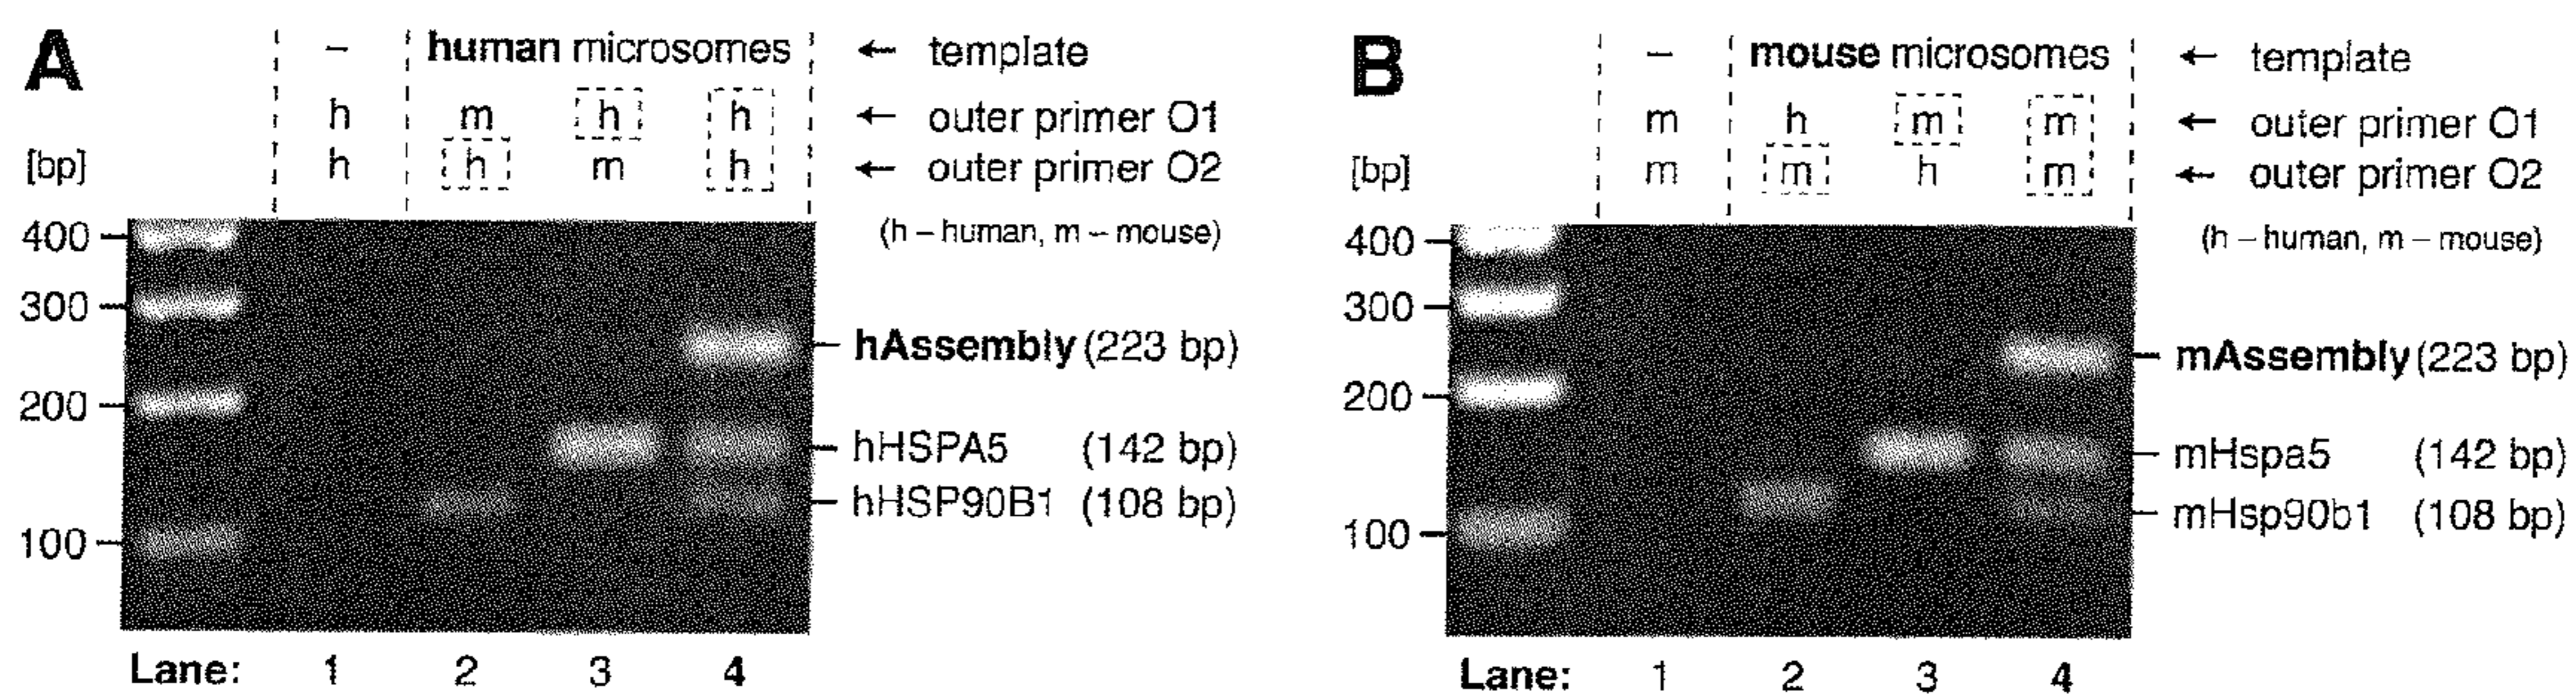 A
– human microsomes ← template
h m h h ← outer primer O1
[bp] h h m h ← outer primer O2
(h – human, m – mouse)
400
300
hAssembly (223 bp)
200
hHSPA5 (142 bp)
hHSP90B1 (108 bp)
100
Lane: 1 2 3 4
B
– mouse microsomes ← template
m h m m ← outer primer O1
[bp] m m h m ← outer primer O2
(h – human, m – mouse)
400
300
mAssembly (223 bp)
200
mHspa5 (142 bp)
mHsp90b1 (108 bp)
100
Lane: 1 2 3 4